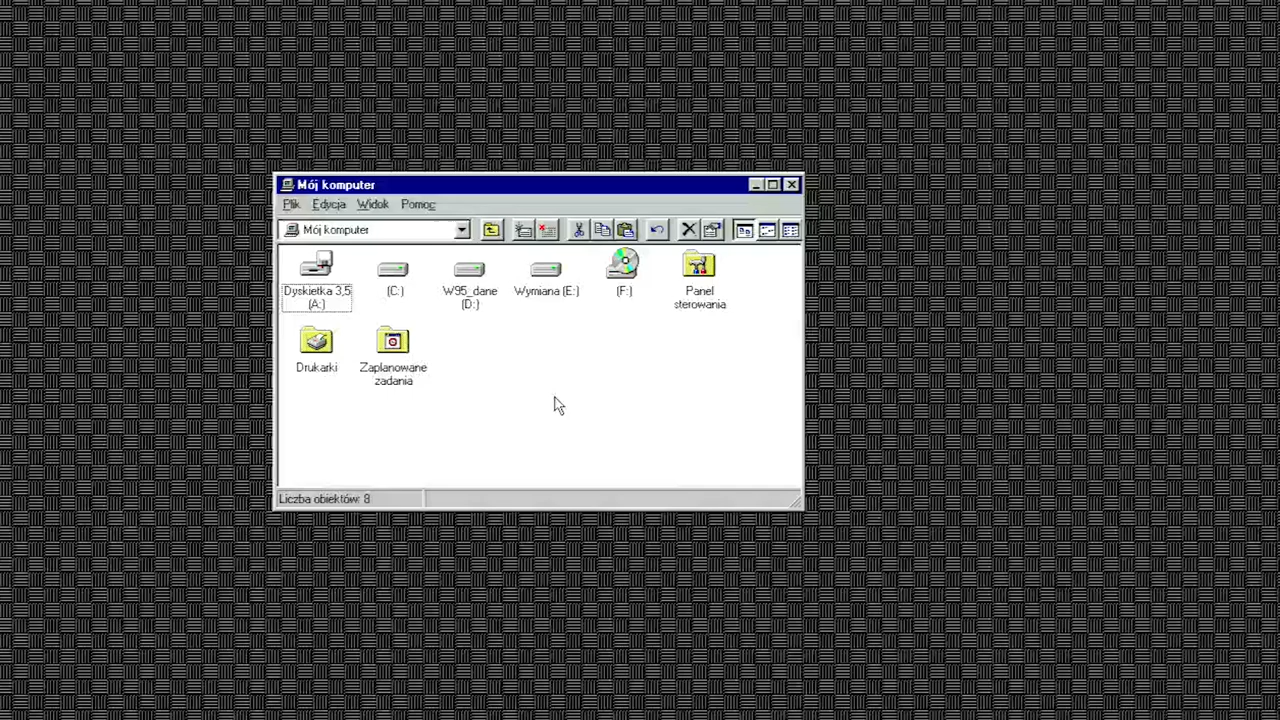 Mój komputer
Plik Edycja Widok Pomoc
Mój komputer
Dyskietka 3,5 (A:)
(C:)
W95_dane (D:)
Wymiana (E:)
(F:)
Panel sterowania
Drukarki
Zaplanowane zadania
Liczba obiektów: 8